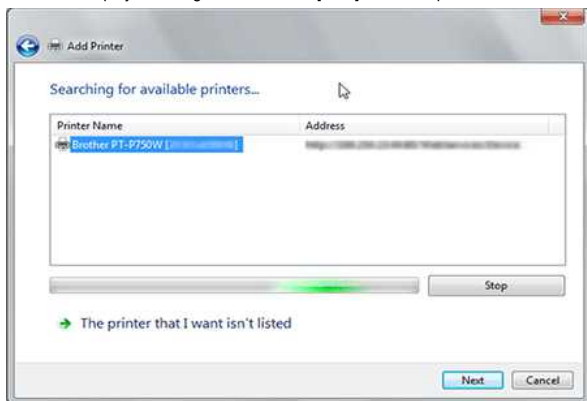 Add Printer
Searching for available printers...
Printer Name Address
Brother PT-P750W [ ]
Stop
The printer that I want isn't listed
Next Cancel